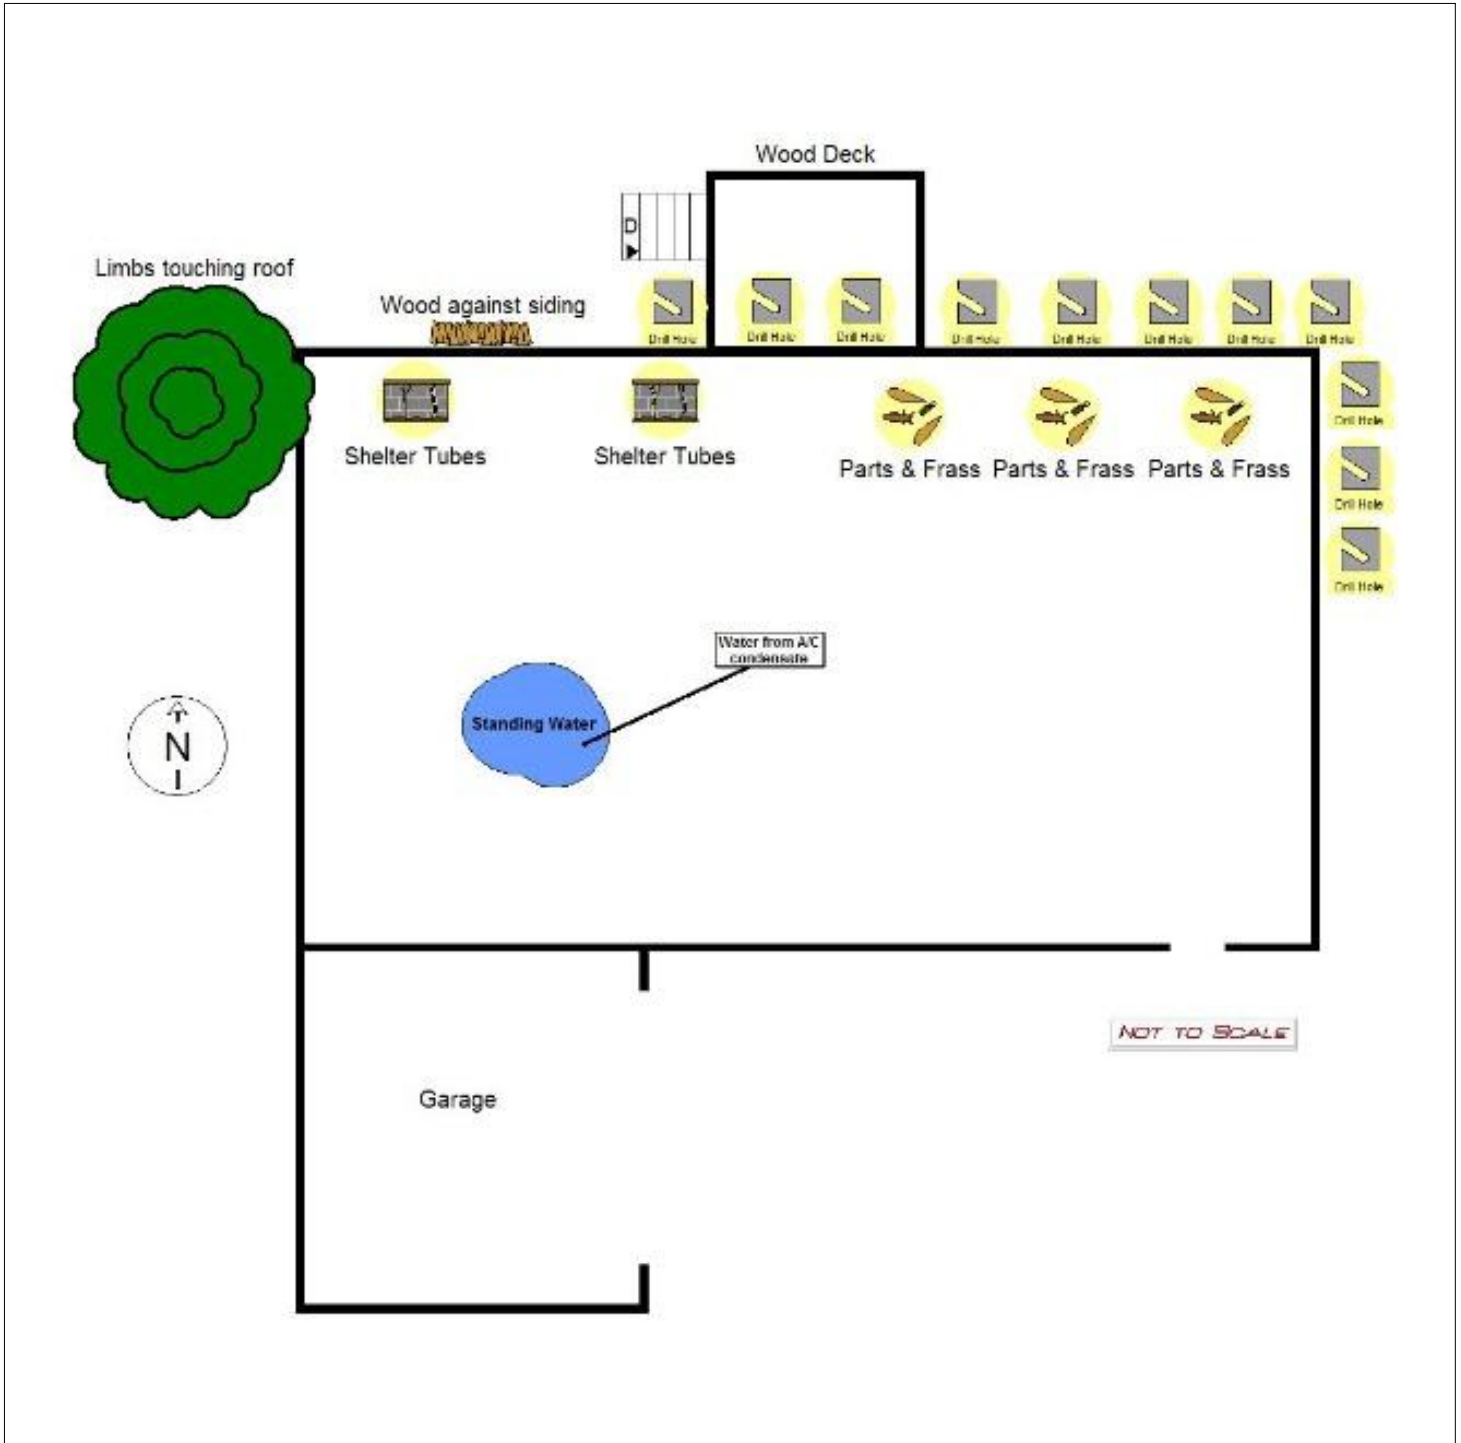 Wood Deck
D
Limbs touching roof
Wood against siding
Drill Hole
Drill Hole
Drill Hole
Drill Hole
Drill Hole
Drill Hole
Drill Hole
Drill Hole
Drill Hole
Shelter Tubes
Shelter Tubes
Parts & Frass
Parts & Frass
Parts & Frass
Drill Hole
Drill Hole
Water from A/C
condensate
Standing Water
N
NOT TO SCALE
Garage